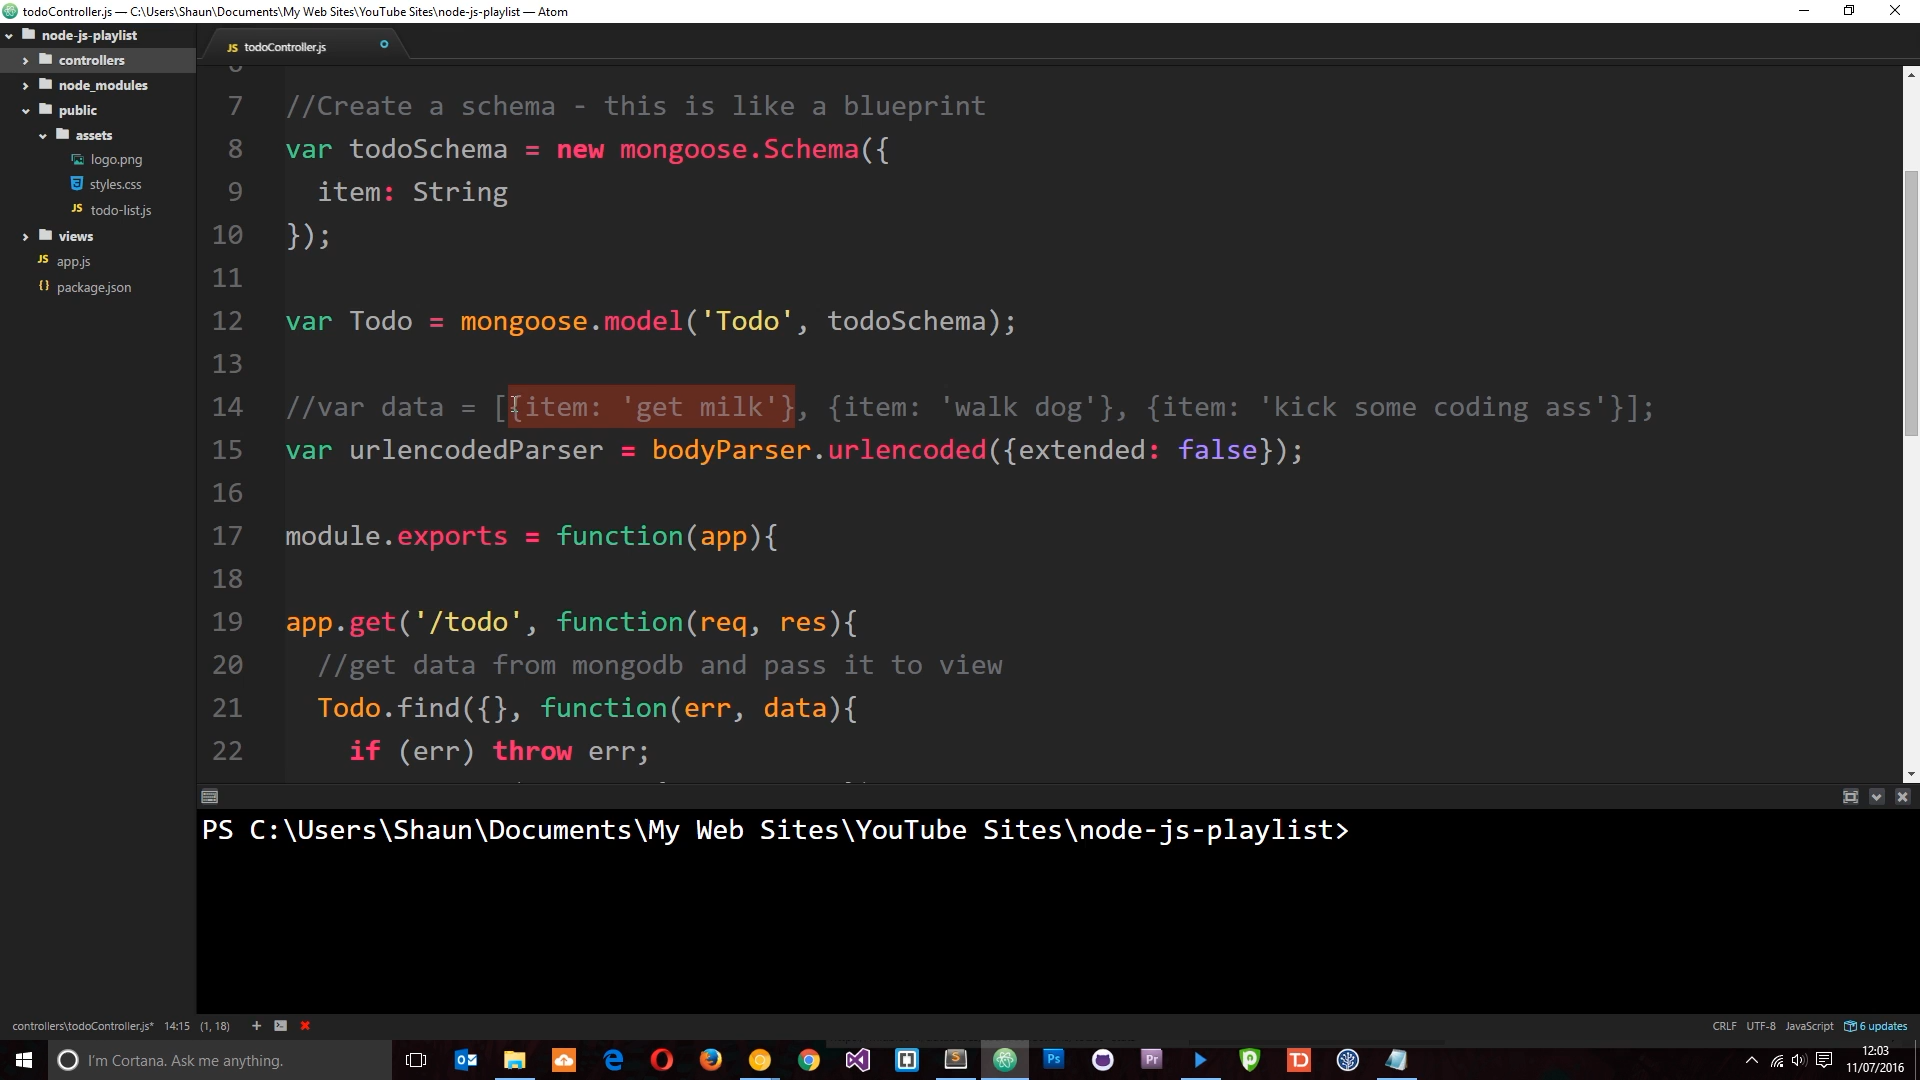 todoController.js — C:\Users\Shaun\Documents\My Web Sites\YouTube Sites\node-js-playlist — Atom
node-js-playlist
controllers
node_modules
public
assets
logo.png
styles.css
JS todo-list.js
views
JS app.js
{} package.json
JS todoController.js
7 //Create a schema - this is like a blueprint
8 var todoSchema = new mongoose.Schema({
9 item: String
10 });
11
12 var Todo = mongoose.model('Todo', todoSchema);
13
14 //var data = [{item: 'get milk'}, {item: 'walk dog'}, {item: 'kick some coding ass'}];
15 var urlencodedParser = bodyParser.urlencoded({extended: false});
16
17 module.exports = function(app){
18
19 app.get('/todo', function(req, res){
20 //get data from mongodb and pass it to view
21 Todo.find({}, function(err, data){
22 if (err) throw err;
PS C:\Users\Shaun\Documents\My Web Sites\YouTube Sites\node-js-playlist>
controllers\todoController.js* 14:15 (1, 18)
CRLF UTF-8 JavaScript 6 updates
I'm Cortana. Ask me anything.
Ps
Pr
TD
12:03
11/07/2016